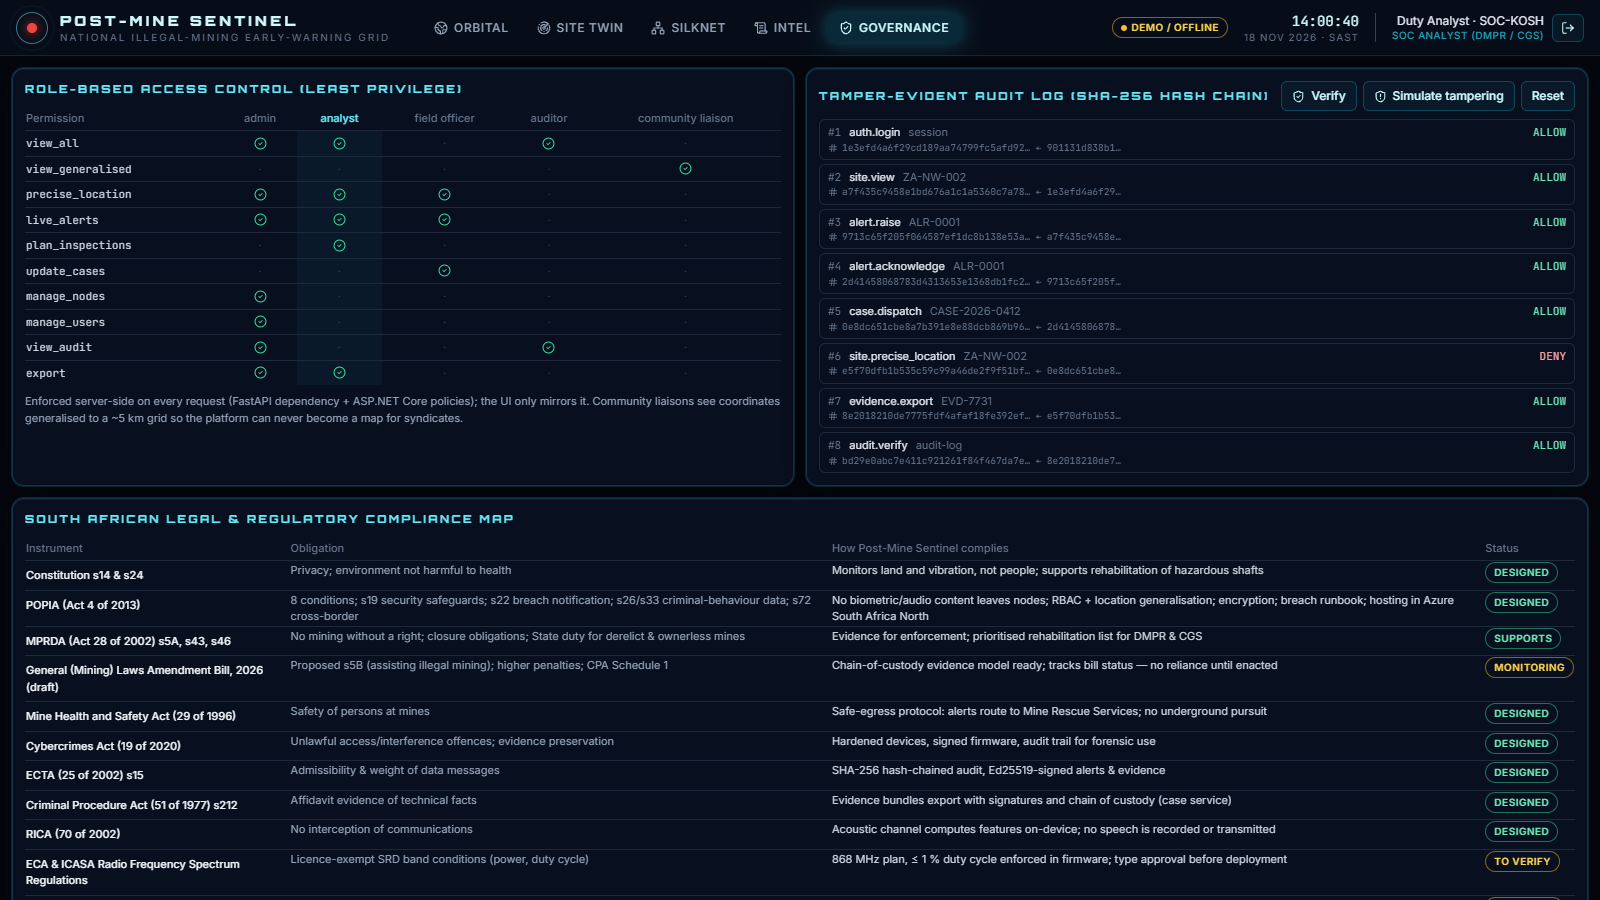 POST-MINE SENTINEL
NATIONAL ILLEGAL-MINING EARLY-WARNING GRID
ORBITAL
SITE TWIN
SILKNET
INTEL
GOVERNANCE
DEMO / OFFLINE
14:00:40
18 NOV 2026 · SAST
Duty Analyst · SOC-KOSH
SOC ANALYST (DMPR / CGS)
ROLE-BASED ACCESS CONTROL (LEAST PRIVILEGE)
Permission admin analyst field officer auditor community liaison
view_all
view_generalised
precise_location
live_alerts
plan_inspections
update_cases
manage_nodes
manage_users
view_audit
export
Enforced server-side on every request (FastAPI dependency + ASP.NET Core policies); the UI only mirrors it. Community liaisons see coordinates
generalised to a ~5 km grid so the platform can never become a map for syndicates.
TAMPER-EVIDENT AUDIT LOG (SHA-256 HASH CHAIN)
Verify
Simulate tampering
Reset
#1 auth.login session ALLOW
# 1e3efd4a6f29cd189aa74799fc5afd92… ← 901131d838b1…
#2 site.view ZA-NW-002 ALLOW
# a7f435c9458e1bd676a1c1a5360c7a78… ← 1e3efd4a6f29…
#3 alert.raise ALR-0001 ALLOW
# 9713c65f205f064587ef1dc8b138e53a… ← a7f435c9458e…
#4 alert.acknowledge ALR-0001 ALLOW
# 2d41458068783d4313653e1368db1fc2… ← 9713c65f205f…
#5 case.dispatch CASE-2026-0412 ALLOW
# 0e8dc651cbe8a7b391e8e88dcb869b96… ← 2d4145806878…
#6 site.precise_location ZA-NW-002 DENY
# e5f70dfb1b535c59c99a46de2f9f51bf… ← 0e8dc651cbe8…
#7 evidence.export EVD-7731 ALLOW
# 8e2018210de7775fdf4afaf18fe392ef… ← e5f70dfb1b53…
#8 audit.verify audit-log ALLOW
# bd29e0abc7e411c921261f84f467da7e… ← 8e2018210de7…
SOUTH AFRICAN LEGAL & REGULATORY COMPLIANCE MAP
Instrument Obligation How Post-Mine Sentinel complies Status
Constitution s14 & s24 Privacy; environment not harmful to health Monitors land and vibration, not people; supports rehabilitation of hazardous shafts DESIGNED
POPIA (Act 4 of 2013) 8 conditions; s19 security safeguards; s22 breach notification; s26/s33 criminal-behaviour data; s72 No biometric/audio content leaves nodes; RBAC + location generalisation; encryption; breach runbook; hosting in Azure DESIGNED
cross-border South Africa North
MPRDA (Act 28 of 2002) s5A, s43, s46 No mining without a right; closure obligations; State duty for derelict & ownerless mines Evidence for enforcement; prioritised rehabilitation list for DMPR & CGS SUPPORTS
General (Mining) Laws Amendment Bill, 2026 Proposed s5B (assisting illegal mining); higher penalties; CPA Schedule 1 Chain-of-custody evidence model ready; tracks bill status — no reliance until enacted MONITORING
(draft)
Mine Health and Safety Act (29 of 1996) Safety of persons at mines Safe-egress protocol: alerts route to Mine Rescue Services; no underground pursuit DESIGNED
Cybercrimes Act (19 of 2020) Unlawful access/interference offences; evidence preservation Hardened devices, signed firmware, audit trail for forensic use DESIGNED
ECTA (25 of 2002) s15 Admissibility & weight of data messages SHA-256 hash-chained audit, Ed25519-signed alerts & evidence DESIGNED
Criminal Procedure Act (51 of 1977) s212 Affidavit evidence of technical facts Evidence bundles export with signatures and chain of custody (case service) DESIGNED
RICA (70 of 2002) No interception of communications Acoustic channel computes features on-device; no speech is recorded or transmitted DESIGNED
ECA & ICASA Radio Frequency Spectrum Licence-exempt SRD band conditions (power, duty cycle) 868 MHz plan, ≤ 1 % duty cycle enforced in firmware; type approval before deployment TO VERIFY
Regulations